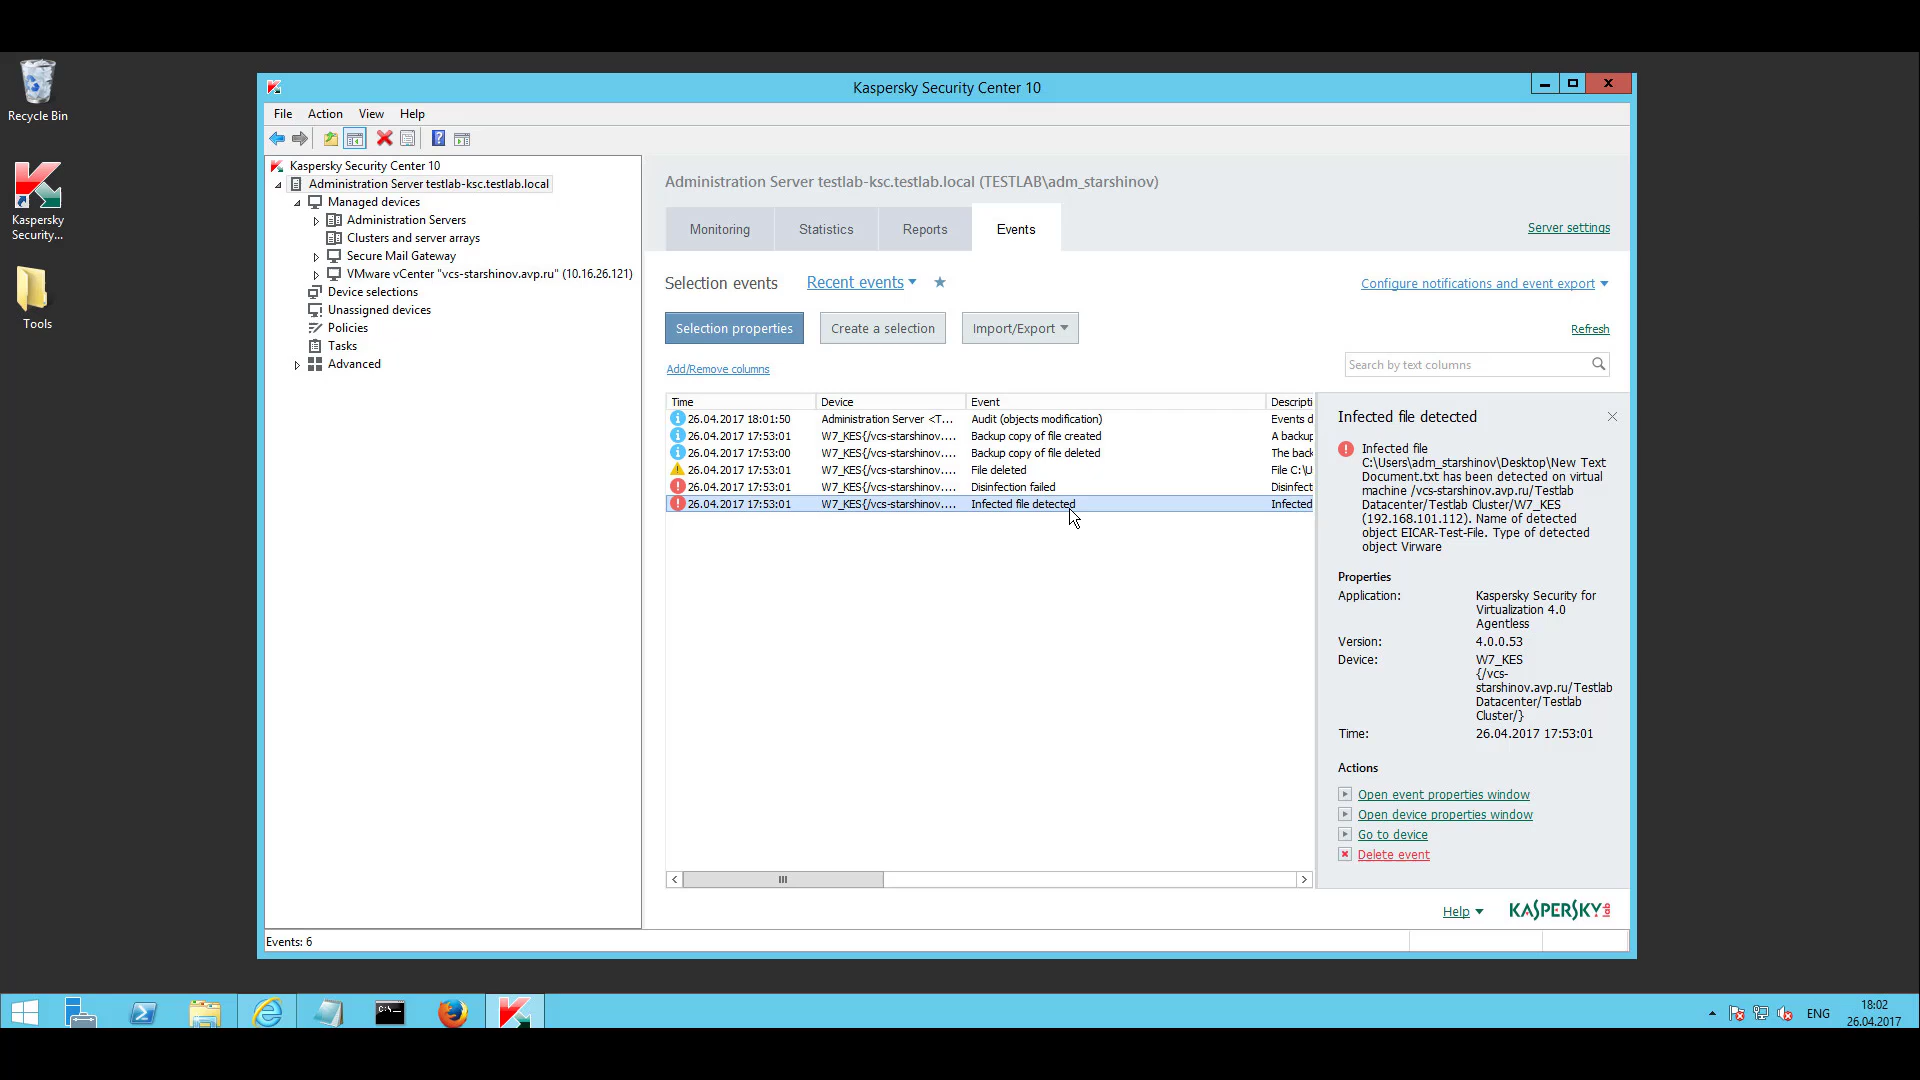 Recycle Bin
Kaspersky
Security...
Tools
Kaspersky Security Center 10
File Action View Help
Kaspersky Security Center 10
Administration Server testlab-ksc.testlab.local
Managed devices
Administration Servers
Clusters and server arrays
Secure Mail Gateway
VMware vCenter "vcs-starshinov.avp.ru" (10.16.26.121)
Device selections
Unassigned devices
Policies
Tasks
Advanced
Administration Server testlab-ksc.testlab.local (TESTLAB\adm_starshinov)
Monitoring Statistics Reports Events
Server settings
Selection events Recent events
Configure notifications and event export
Selection properties Create a selection Import/Export
Refresh
Add/Remove columns
Search by text columns
Time Device Event Descripti
26.04.2017 18:01:50 Administration Server <T... Audit (objects modification) Events d
26.04.2017 17:53:01 W7_KES{/vcs-starshinov.... Backup copy of file created A backup
26.04.2017 17:53:00 W7_KES{/vcs-starshinov.... Backup copy of file deleted The back
26.04.2017 17:53:01 W7_KES{/vcs-starshinov.... File deleted File C:\U
26.04.2017 17:53:01 W7_KES{/vcs-starshinov.... Disinfection failed Disinfect
26.04.2017 17:53:01 W7_KES{/vcs-starshinov.... Infected file detected Infected
Infected file detected
Infected file
C:\Users\adm_starshinov\Desktop\New Text
Document.txt has been detected on virtual
machine /vcs-starshinov.avp.ru/Testlab
Datacenter/Testlab Cluster/W7_KES
(192.168.101.112). Name of detected
object EICAR-Test-File. Type of detected
object Virware
Properties
Application: Kaspersky Security for
Virtualization 4.0
Agentless
Version: 4.0.0.53
Device: W7_KES
{/vcs-
starshinov.avp.ru/Testlab
Datacenter/Testlab
Cluster/}
Time: 26.04.2017 17:53:01
Actions
Open event properties window
Open device properties window
Go to device
Delete event
Help KASPERSKY lab
Events: 6
ENG
18:02
26.04.2017